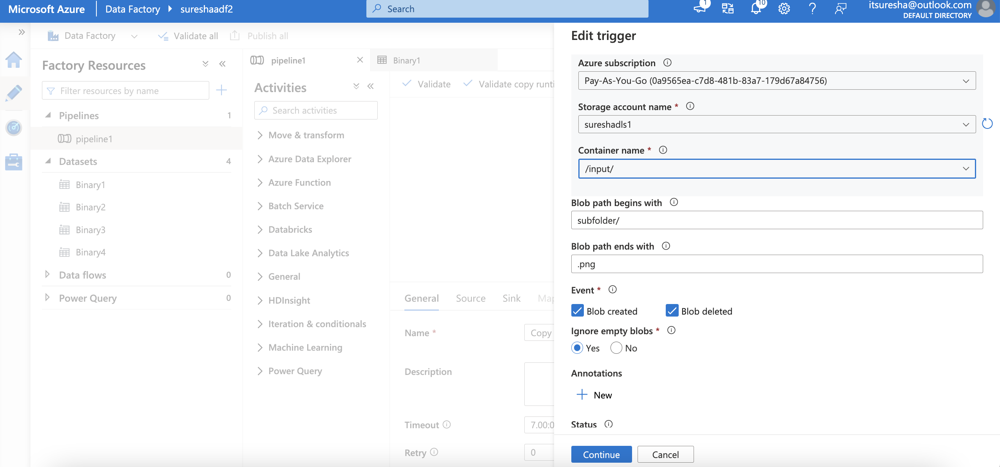 Microsoft Azure
Data Factory
sureshaadf2
Search
1
10
itsuresha@outlook.com
DEFAULT DIRECTORY
Data Factory
Validate all
Publish all
Factory Resources
Filter resources by name
Pipelines 1
pipeline1
Datasets 4
Binary1
Binary2
Binary3
Binary4
Data flows 0
Power Query 0
pipeline1
Binary1
Activities
Search activities
Move & transform
Azure Data Explorer
Azure Function
Batch Service
Databricks
Data Lake Analytics
General
HDInsight
Iteration & conditionals
Machine Learning
Power Query
Validate
Validate copy runti
General Source Sink Map
Name *
Copy
Description
Timeout
7.00:0
Retry
0
Edit trigger
Azure subscription
Pay-As-You-Go (0a9565ea-c7d8-481b-83a7-179d67a84756)
Storage account name *
sureshadls1
Container name *
/input/
Blob path begins with
subfolder/
Blob path ends with
.png
Event *
Blob created Blob deleted
Ignore empty blobs *
Yes No
Annotations
New
Status
Continue Cancel